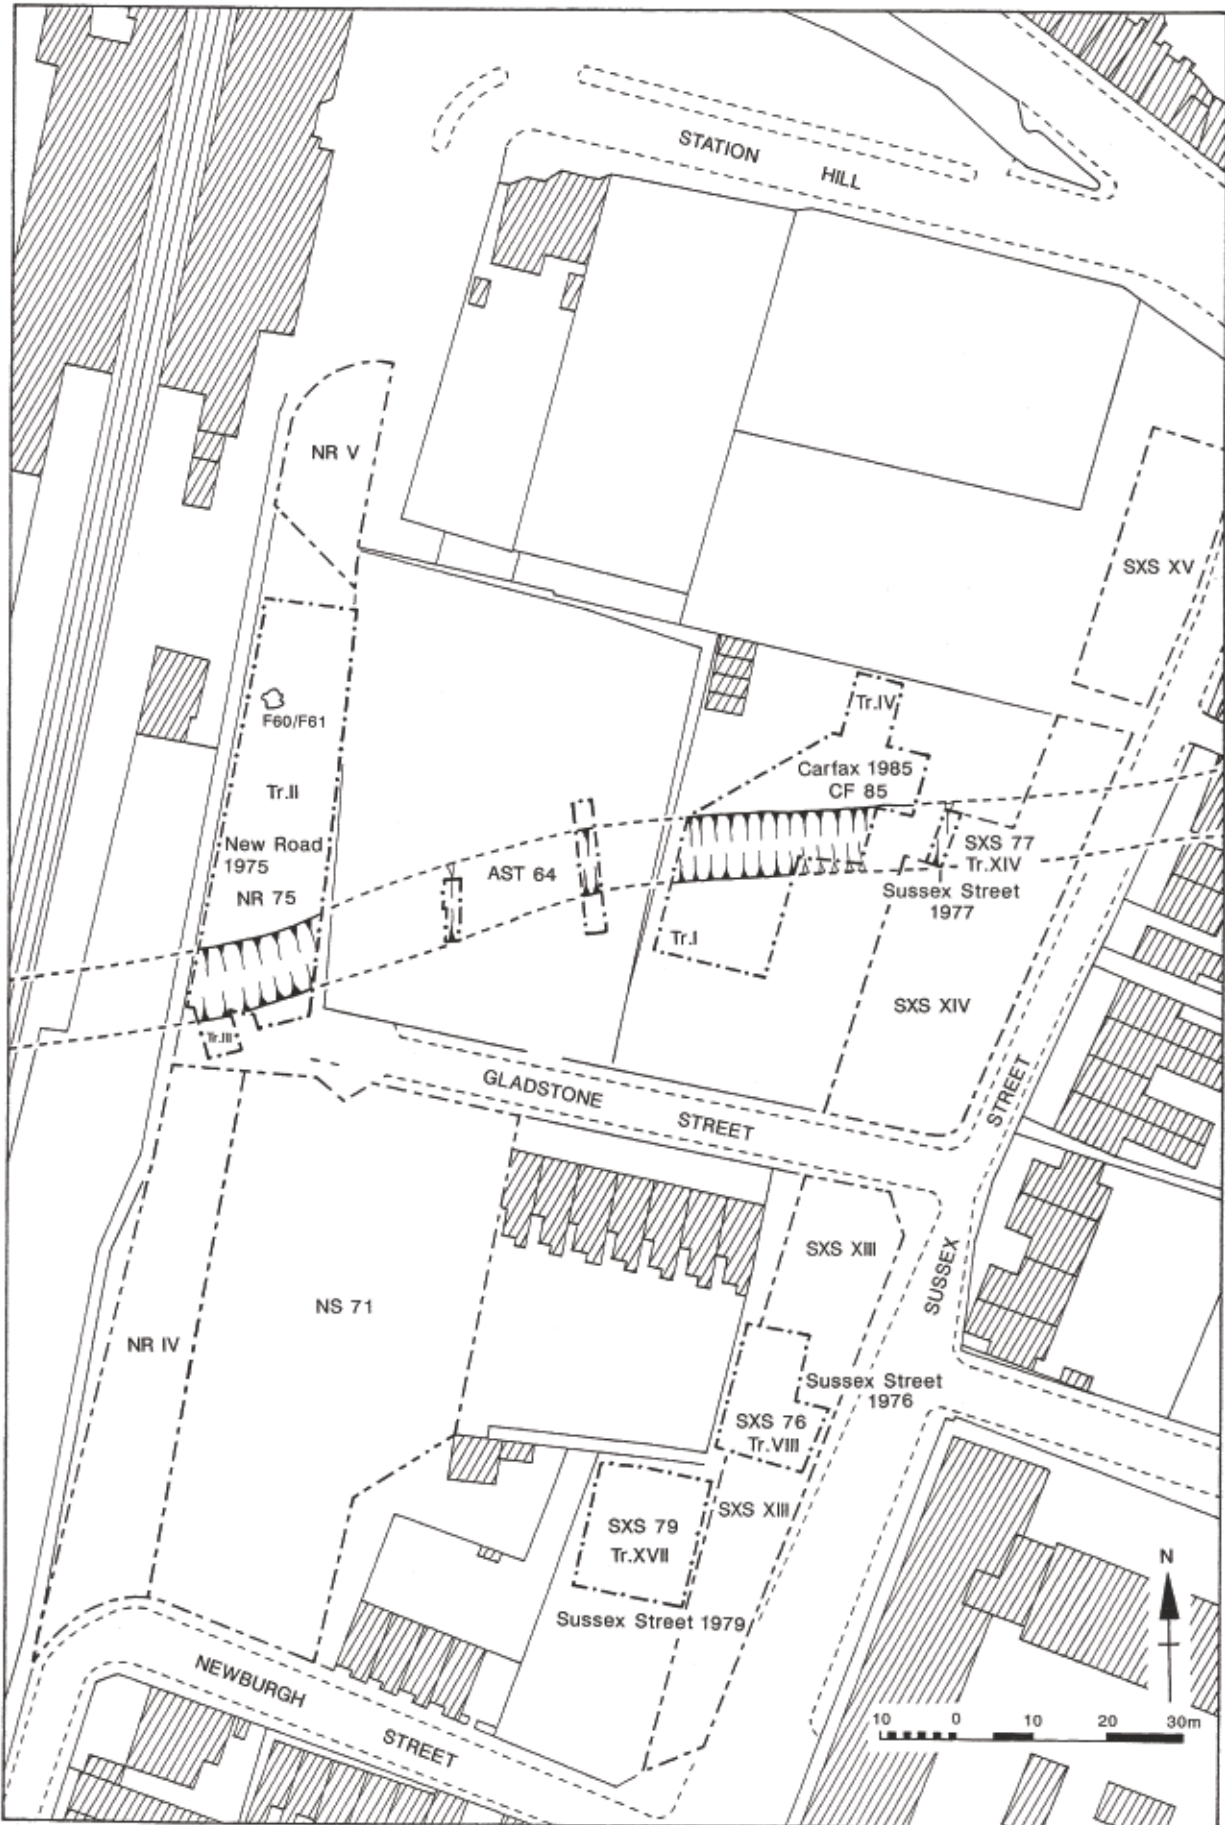 STATION
HILL
NR V
SXS XV
F60/F61
Tr.IV
Carfax 1985
CF 85
Tr.II
New Road
1975
NR 75
AST 64
SXS 77
Tr.XIV
Sussex Street
1977
Tr.I
SXS XIV
Tr.III
GLADSTONE
STREET
STREET
SUSSEX
SXS XIII
NS 71
NR IV
Sussex Street
1976
SXS 76
Tr.VIII
SXS XIII
SXS 79
Tr.XVII
Sussex Street 1979
N
NEWBURGH
STREET
10 0 10 20 30m